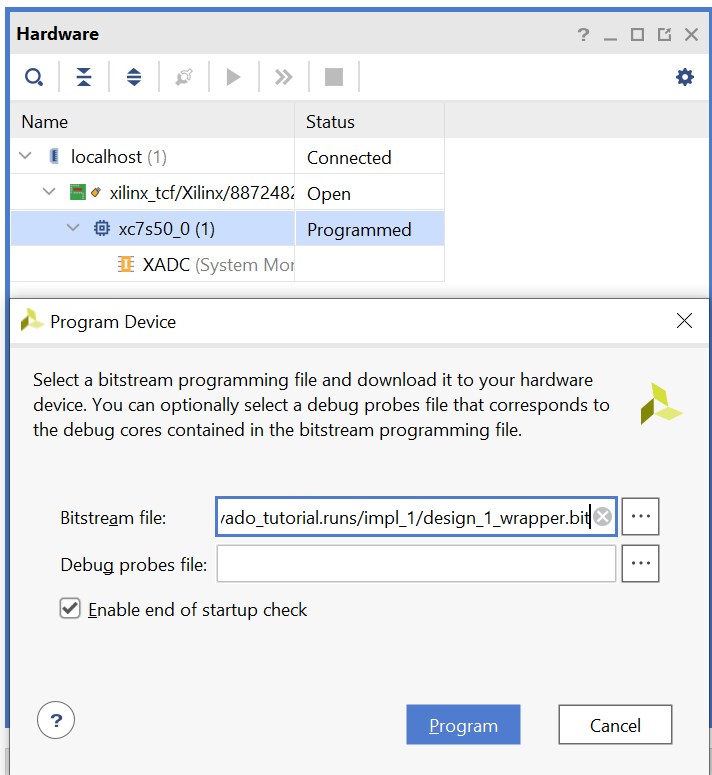 Hardware
Name Status
localhost (1) Connected
xilinx_tcf/Xilinx/8872482 Open
xc7s50_0 (1) Programmed
XADC (System Mor
Program Device
Select a bitstream programming file and download it to your hardware
device. You can optionally select a debug probes file that corresponds to
the debug cores contained in the bitstream programming file.
Bitstream file: vado_tutorial.runs/impl_1/design_1_wrapper.bit ...
Debug probes file: ...
Enable end of startup check
? Program Cancel